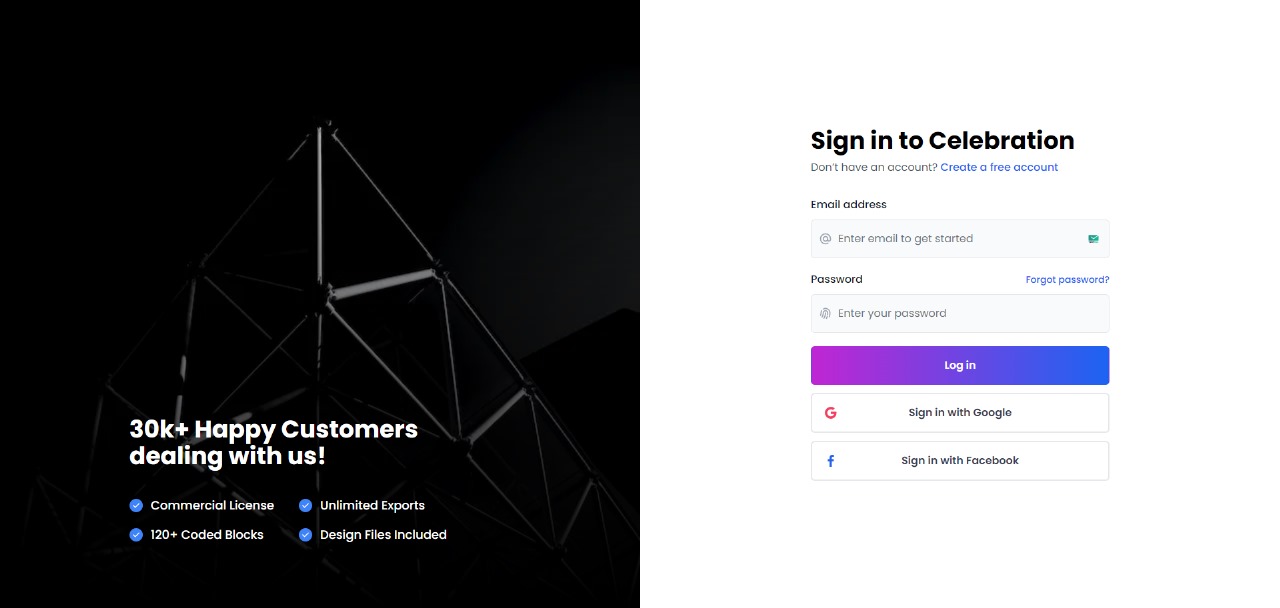 30k+ Happy Customers
dealing with us!
Commercial License
Unlimited Exports
120+ Coded Blocks
Design Files Included
Sign in to Celebration
Don't have an account? Create a free account
Email address
@ Enter email to get started
Password
Forgot password?
Enter your password
Log in
G Sign in with Google
f Sign in with Facebook